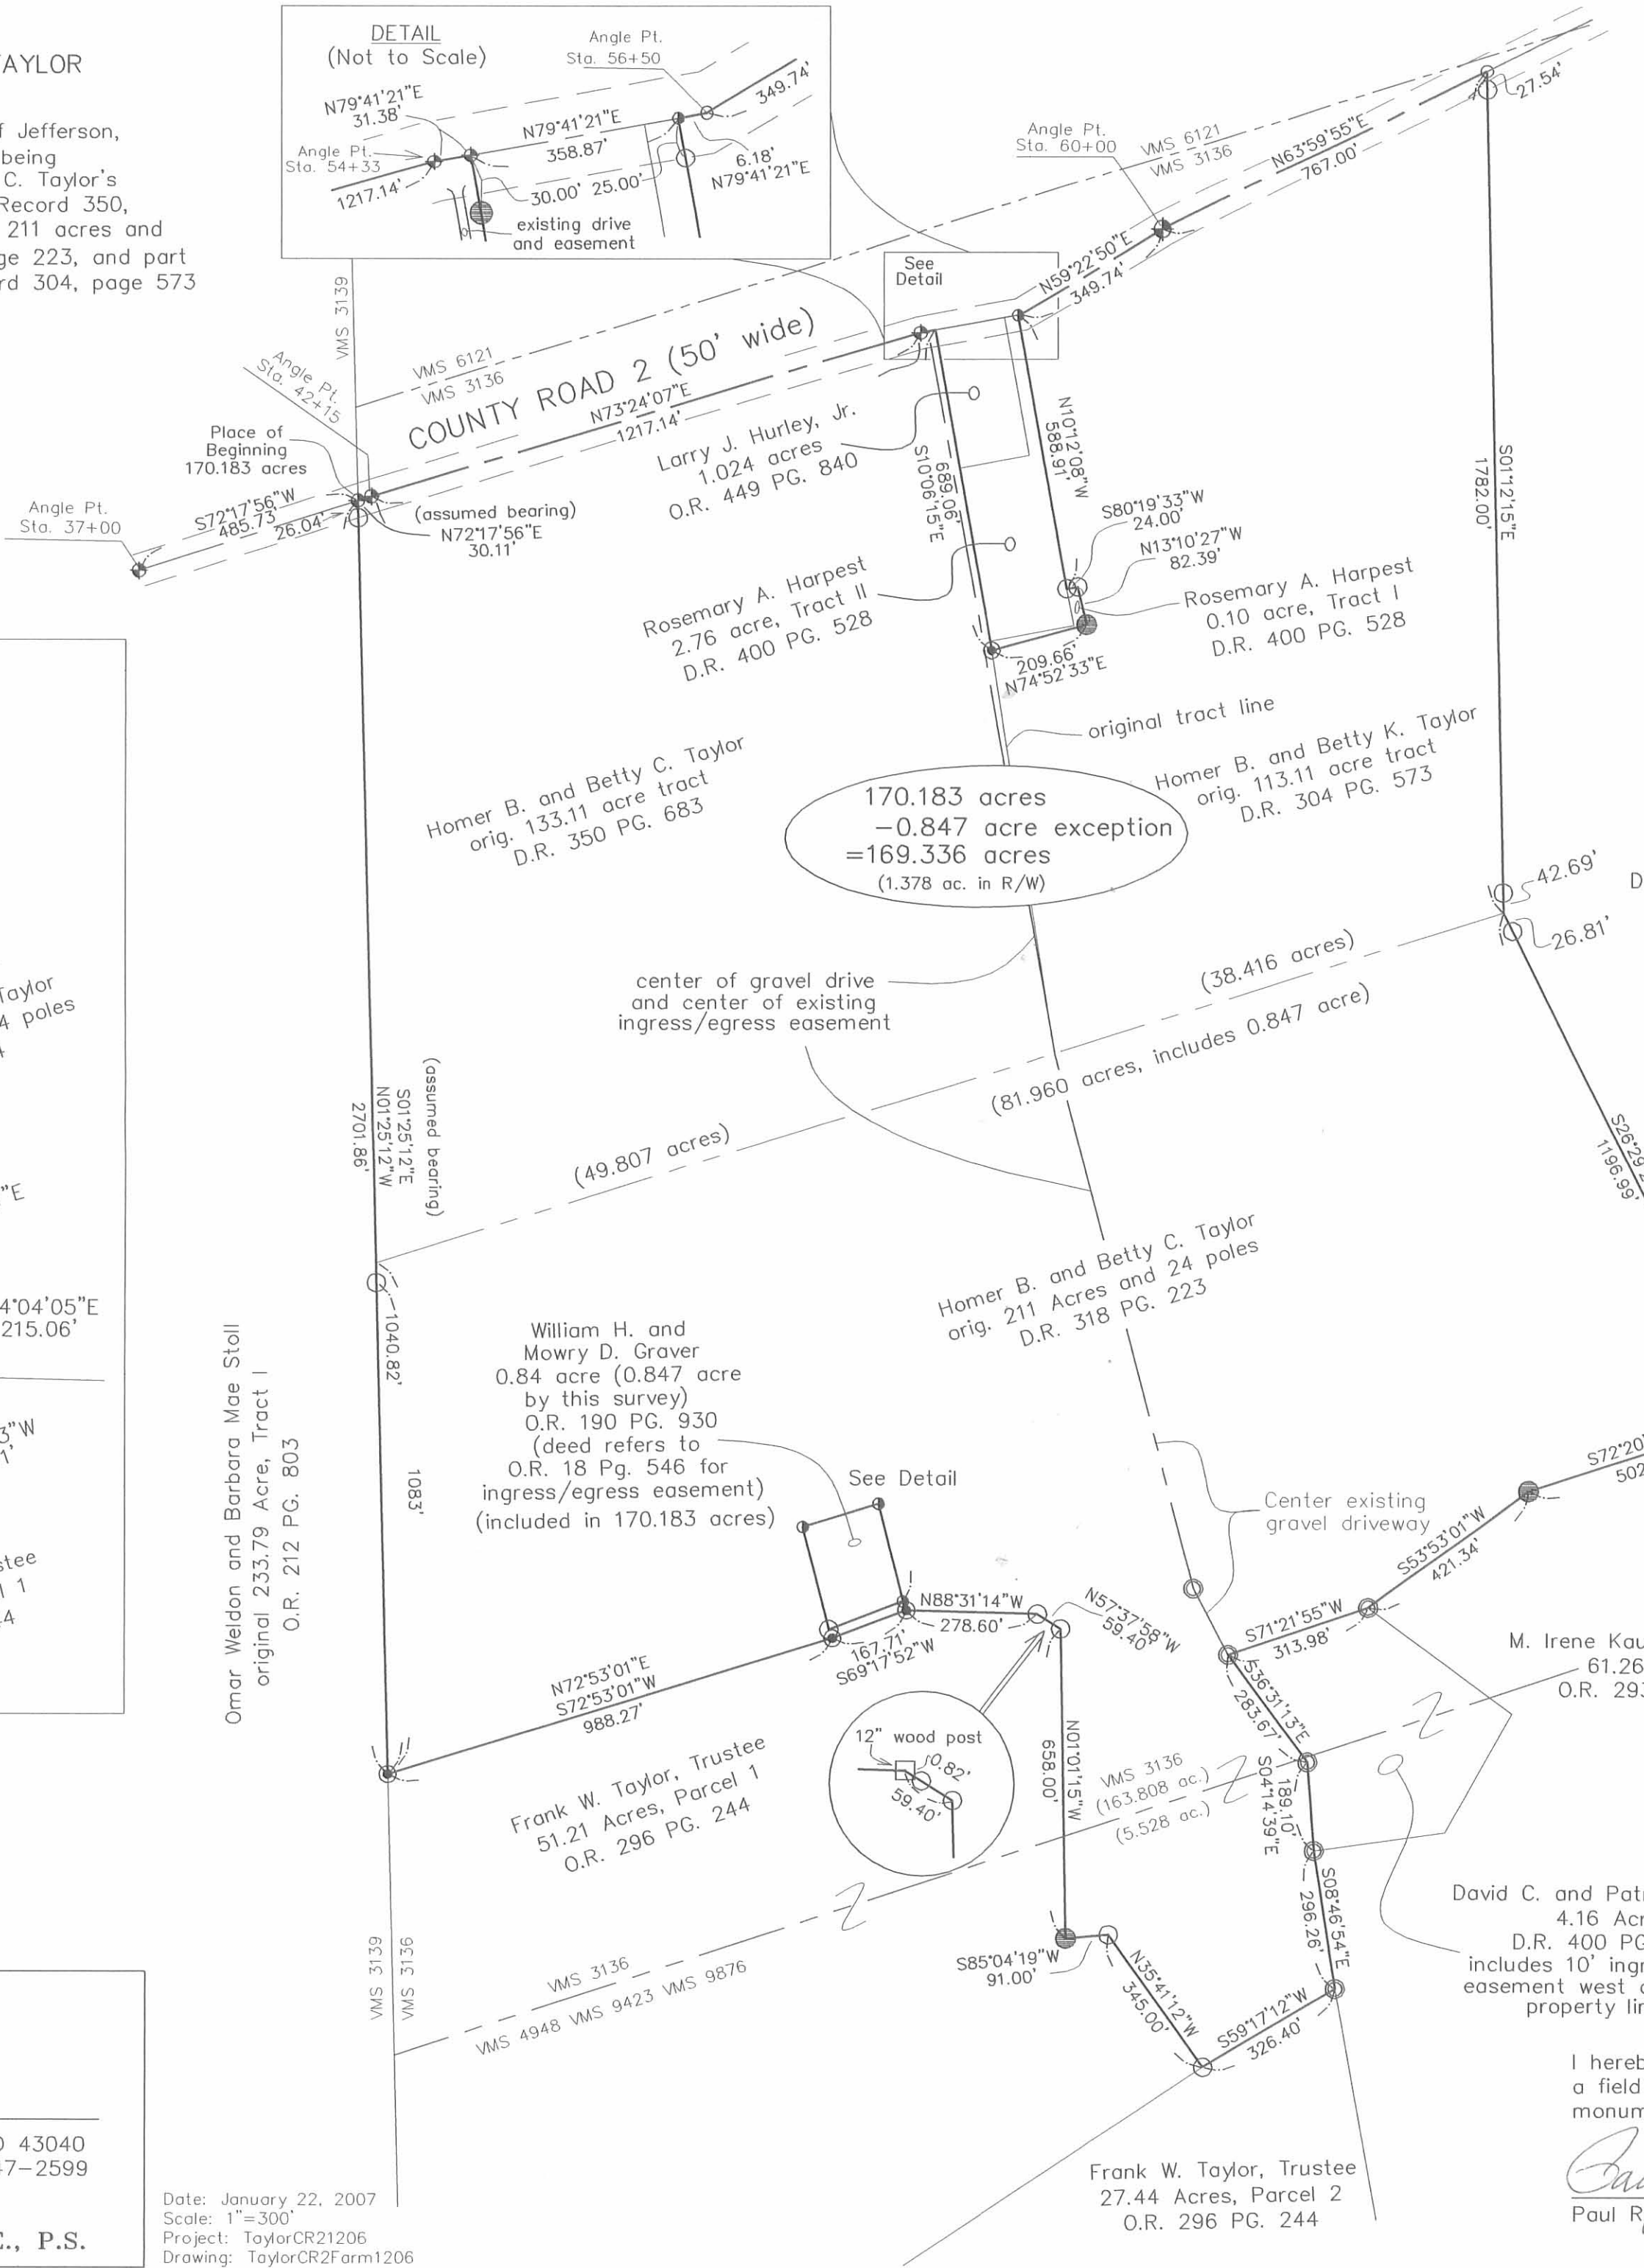 AYLOR
f Jefferson,
being
C. Taylor's
Record 350,
211 acres and
ge 223, and part
rd 304, page 573
DETAIL
(Not to Scale)
Angle Pt.
Sta. 56+50
N79°41'21"E
31.38'
Angle Pt.
Sta. 54+33
1217.14'
N79°41'21"E
358.87'
349.74'
6.18'
N79°41'21"E
30.00' 25.00'
existing drive
and easement
Angle Pt.
Sta. 60+00
VMS 6121
VMS 3136
N63°59'55"E
767.00'
27.54'
See
Detail
N59°22'50"E
349.74'
VMS 3139
VMS 6121
VMS 3136
COUNTY ROAD 2 (50' wide)
N73°24'07"E
1217.14'
Angle Pt.
Sta. 42+15
Place of
Beginning
170.183 acres
Angle Pt.
Sta. 37+00
S72°17'56"W
485.73'
26.04'
(assumed bearing)
N72°17'56"E
30.11'
Larry J. Hurley, Jr.
1.024 acres
O.R. 449 PG. 840
689.06'
S10°06'15"E
N10°12'08"W
588.91'
S80°19'33"W
24.00'
N13°10'27"W
82.39'
Rosemary A. Harpest
2.76 acre, Tract II
D.R. 400 PG. 528
Rosemary A. Harpest
0.10 acre, Tract I
D.R. 400 PG. 528
209.66'
N74°52'33"E
S01°12'15"E
1782.00'
original tract line
Homer B. and Betty C. Taylor
orig. 133.11 acre tract
D.R. 350 PG. 683
Homer B. and Betty K. Taylor
orig. 113.11 acre tract
D.R. 304 PG. 573
170.183 acres
-0.847 acre exception
=169.336 acres
(1.378 ac. in R/W)
42.69'
D
26.81'
center of gravel drive
and center of existing
ingress/egress easement
(38.416 acres)
(81.960 acres, includes 0.847 acre)
(49.807 acres)
Taylor
4 poles
(assumed bearing)
S01°25'12"E
N01°25'12"W
2701.86'
S26°29'2
1196.99'
"E
4°04'05"E
215.06'
3"W
1'
stee
l 1
44
1040.82'
1083'
Omar Weldon and Barbara Mae Stoll
original 233.79 Acre, Tract I
O.R. 212 PG. 803
Homer B. and Betty C. Taylor
orig. 211 Acres and 24 poles
D.R. 318 PG. 223
William H. and
Mowry D. Graver
0.84 acre (0.847 acre
by this survey)
O.R. 190 PG. 930
(deed refers to
O.R. 18 Pg. 546 for
ingress/egress easement)
(included in 170.183 acres)
See Detail
Center existing
gravel driveway
S72°20'
502
S53°53'01"W
421.34'
S71°21'55"W
313.98'
N88°31'14"W
278.60'
N57°37'58"W
59.40'
167.71'
S69°17'52"W
N72°53'01"E
S72°53'01"W
988.27'
S36°31'13"E
283.67'
M. Irene Kau
61.26
O.R. 293
12" wood post
0.82'
59.40'
N01°01'15"W
658.00'
VMS 3136
(163.808 ac.)
(5.528 ac.)
189.10'
S04°14'39"E
Frank W. Taylor, Trustee
51.21 Acres, Parcel 1
O.R. 296 PG. 244
S08°46'54"E
296.26'
David C. and Pat
4.16 Acr
D.R. 400 PG
includes 10' ingr
easement west o
property lin
VMS 3139
VMS 3136
VMS 3136
VMS 4948 VMS 9423 VMS 9876
S85°04'19"W
91.00'
N35°41'12"W
345.00'
S59°17'12"W
326.40'
I hereb
a field
monum
Paul R
Frank W. Taylor, Trustee
27.44 Acres, Parcel 2
O.R. 296 PG. 244
43040
47-2599
E., P.S.
Date: January 22, 2007
Scale: 1"=300'
Project: TaylorCR21206
Drawing: TaylorCR2Farm1206